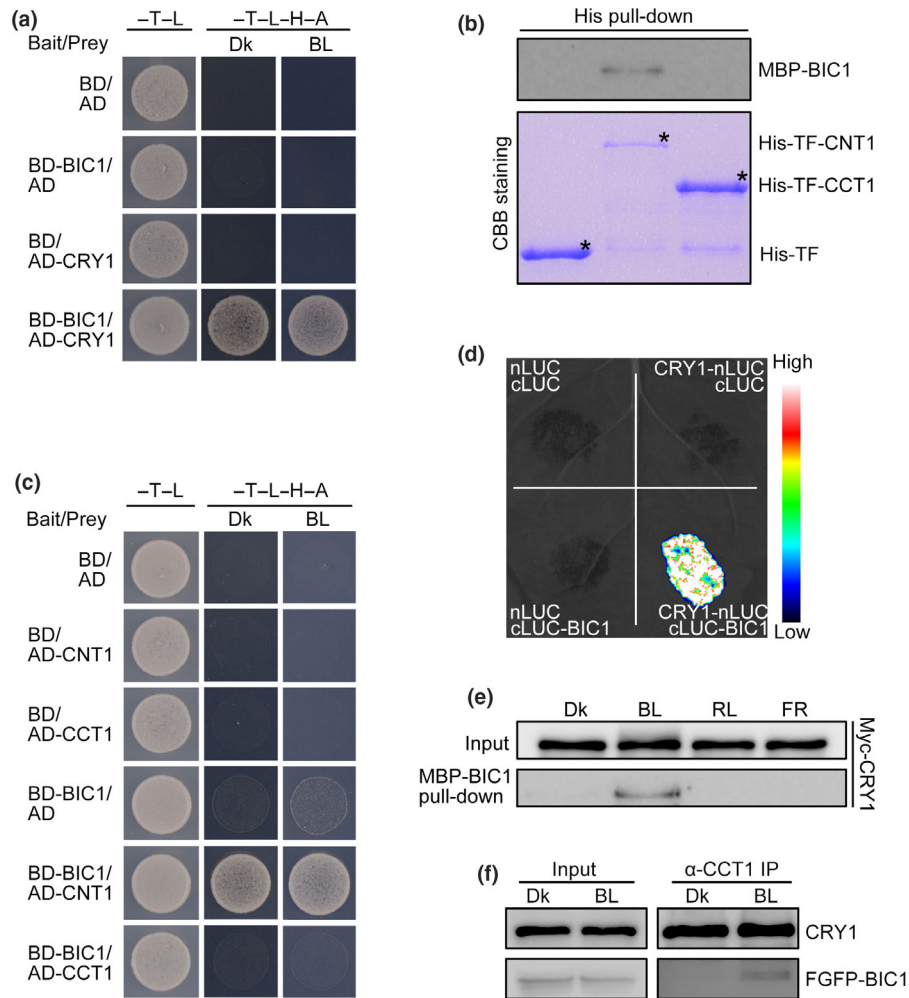 (a)
–T–L
–T–L–H–A
Bait/Prey
Dk
BL
BD/
AD
BD-BIC1/
AD
BD/
AD-CRY1
BD-BIC1/
AD-CRY1
(b)
His pull-down
MBP-BIC1
CBB staining
*
His-TF-CNT1
*
His-TF-CCT1
*
His-TF
(c)
–T–L
–T–L–H–A
Bait/Prey
Dk
BL
BD/
AD
BD/
AD-CNT1
BD/
AD-CCT1
BD-BIC1/
AD
BD-BIC1/
AD-CNT1
BD-BIC1/
AD-CCT1
(d)
nLUC
cLUC
CRY1-nLUC
cLUC
nLUC
cLUC-BIC1
CRY1-nLUC
cLUC-BIC1
High
Low
(e)
Dk
BL
RL
FR
Input
MBP-BIC1
pull-down
Myc-CRY1
(f)
Input
α-CCT1 IP
Dk
BL
Dk
BL
CRY1
FGFP-BIC1